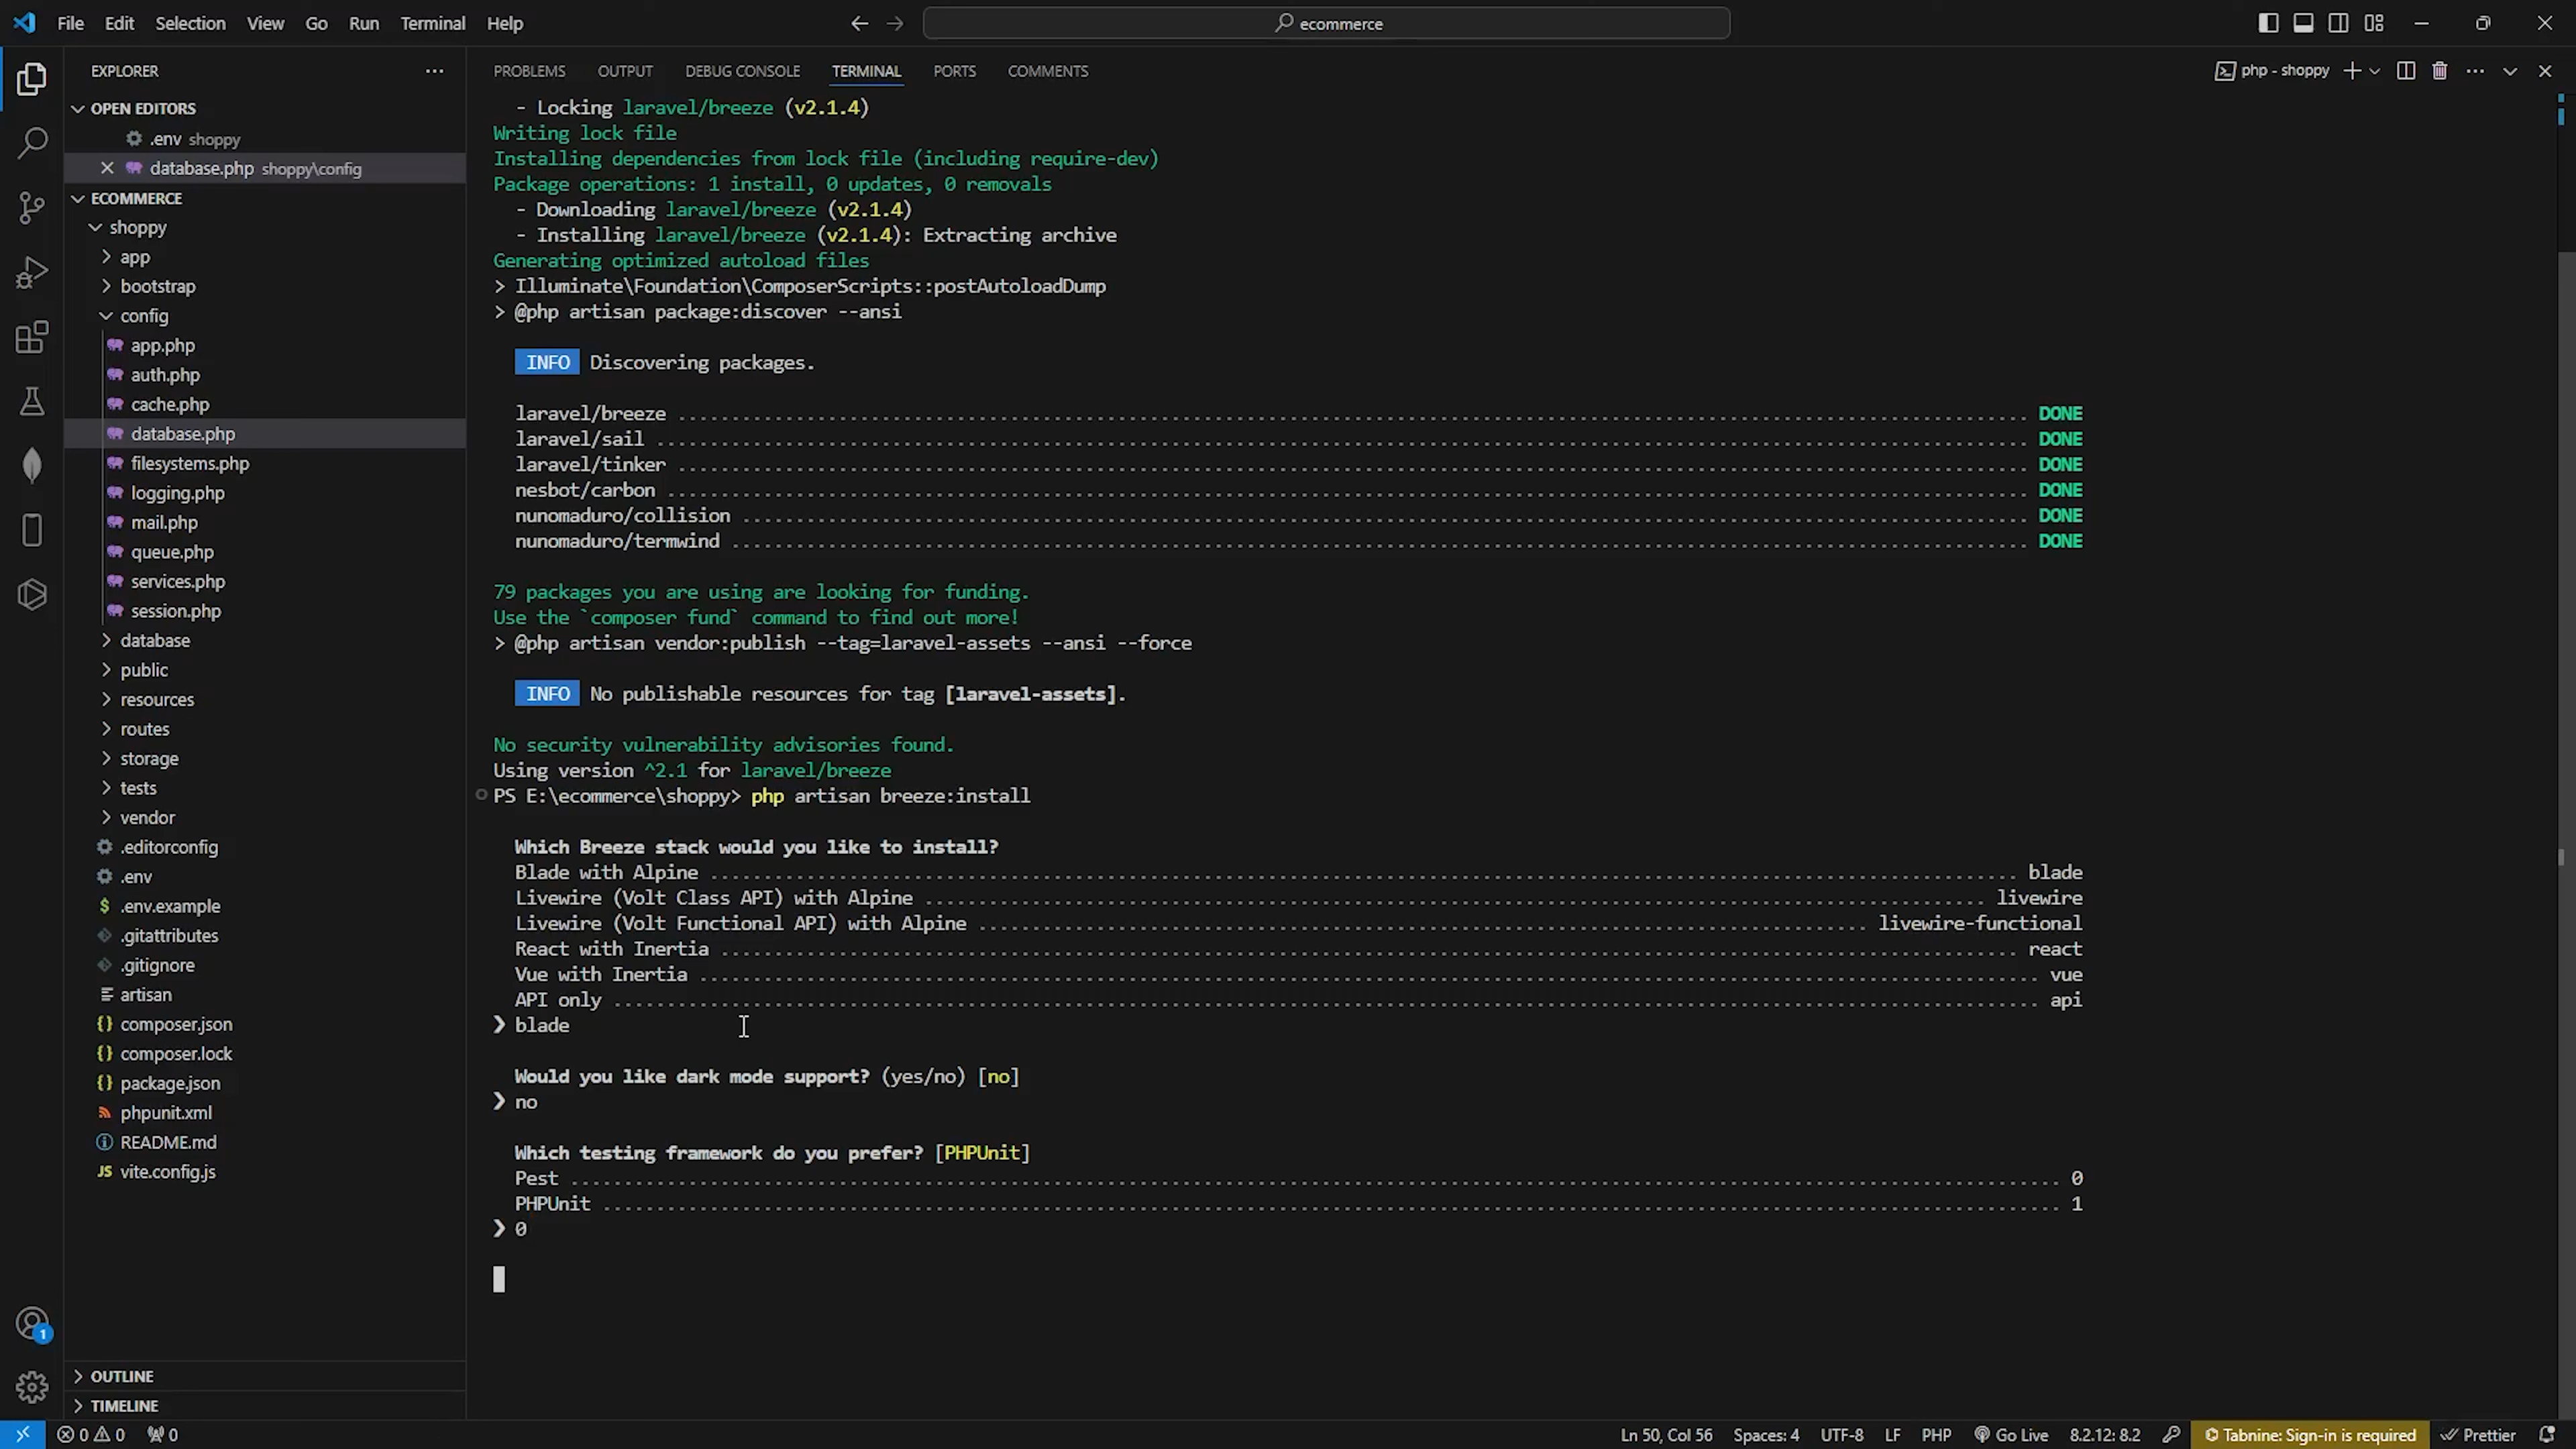 File Edit Selection View Go Run Terminal Help
ecommerce
EXPLORER
OPEN EDITORS
.env shoppy
database.php shoppy\config
ECOMMERCE
shoppy
app
bootstrap
config
app.php
auth.php
cache.php
database.php
filesystems.php
logging.php
mail.php
queue.php
services.php
session.php
database
public
resources
routes
storage
tests
vendor
.editorconfig
.env
.env.example
.gitattributes
.gitignore
artisan
composer.json
composer.lock
package.json
phpunit.xml
README.md
vite.config.js
OUTLINE
TIMELINE
PROBLEMS OUTPUT DEBUG CONSOLE TERMINAL PORTS COMMENTS
php - shoppy
- Locking laravel/breeze (v2.1.4)
Writing lock file
Installing dependencies from lock file (including require-dev)
Package operations: 1 install, 0 updates, 0 removals
- Downloading laravel/breeze (v2.1.4)
- Installing laravel/breeze (v2.1.4): Extracting archive
Generating optimized autoload files
> Illuminate\Foundation\ComposerScripts::postAutoloadDump
> @php artisan package:discover --ansi
INFO Discovering packages.
laravel/breeze ........ DONE
laravel/sail ........ DONE
laravel/tinker ........ DONE
nesbot/carbon ........ DONE
nunomaduro/collision ........ DONE
nunomaduro/termwind ........ DONE
79 packages you are using are looking for funding.
Use the `composer fund` command to find out more!
> @php artisan vendor:publish --tag=laravel-assets --ansi --force
INFO No publishable resources for tag [laravel-assets].
No security vulnerability advisories found.
Using version ^2.1 for laravel/breeze
PS E:\ecommerce\shoppy> php artisan breeze:install
Which Breeze stack would you like to install?
Blade with Alpine ........ blade
Livewire (Volt Class API) with Alpine ........ livewire
Livewire (Volt Functional API) with Alpine ........ livewire-functional
React with Inertia ........ react
Vue with Inertia ........ vue
API only ........ api
❯ blade
Would you like dark mode support? (yes/no) [no]
❯ no
Which testing framework do you prefer? [PHPUnit]
Pest ........ 0
PHPUnit ........ 1
❯ 0
1
0 0 0 Ln 50, Col 56 Spaces: 4 UTF-8 LF PHP Go Live 8.2.12: 8.2 Tabnine: Sign-in is required Prettier